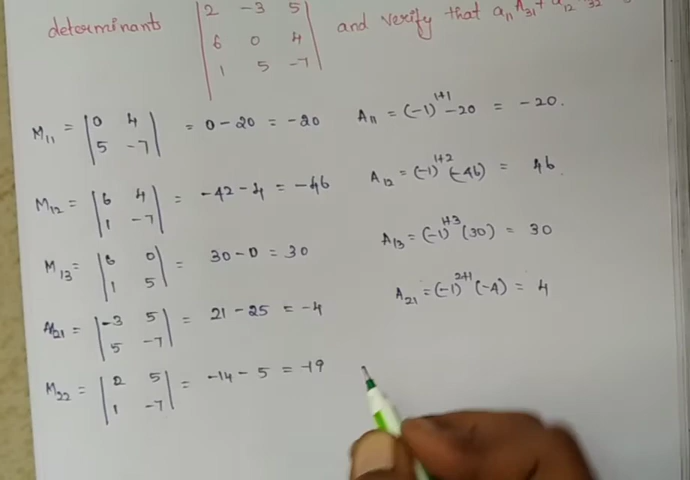 determinants | 2 -3 5 | and verify that a₁₁ A₃₁ + a₁₂
| 6 0 4 |
| 1 5 -7 |
M₁₁ = | 0 4 | = 0 - 20 = -20 A₁₁ = (-1)¹⁺¹ -20 = -20.
| 5 -7 |
M₁₂ = | 6 4 | = -42 - 4 = -46 A₁₂ = (-1)¹⁺² (-46) = 46.
| 1 -7 |
M₁₃ = | 6 0 | = 30 - 0 = 30 A₁₃ = (-1)¹⁺³ (30) = 30
| 1 5 |
M₂₁ = | -3 5 | = 21 - 25 = -4 A₂₁ = (-1)²⁺¹ (-4) = 4
| 5 -7 |
M₂₂ = | 2 5 | = -14 - 5 = -19
| 1 -7 |